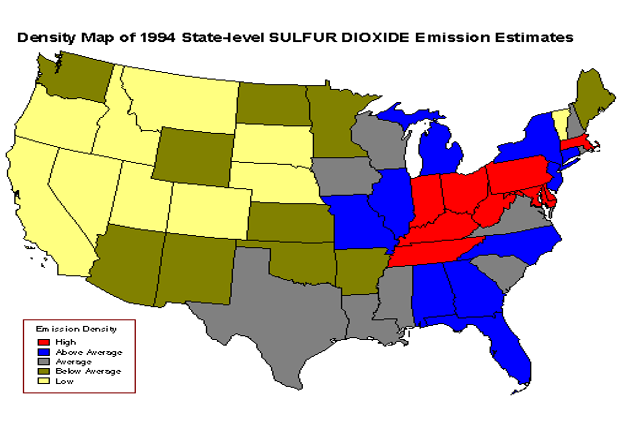 Density Map of 1994 State-level SULFUR DIOXIDE Emission Estimates
Emission Density
High
Above Average
Average
Below Average
Low